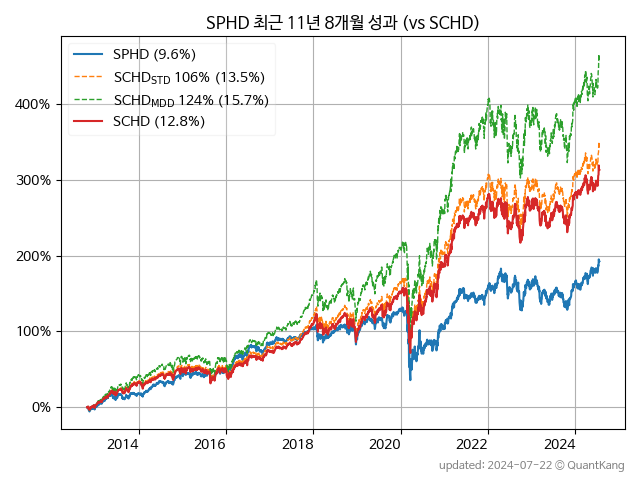 SPHD 최근 11년 8개월 성과 (vs SCHD)
SPHD (9.6%)
SCHD_STD 106% (13.5%)
SCHD_MDD 124% (15.7%)
SCHD (12.8%)
400%
300%
200%
100%
0%
2014 2016 2018 2020 2022 2024
updated: 2024-07-22 © QuantKang